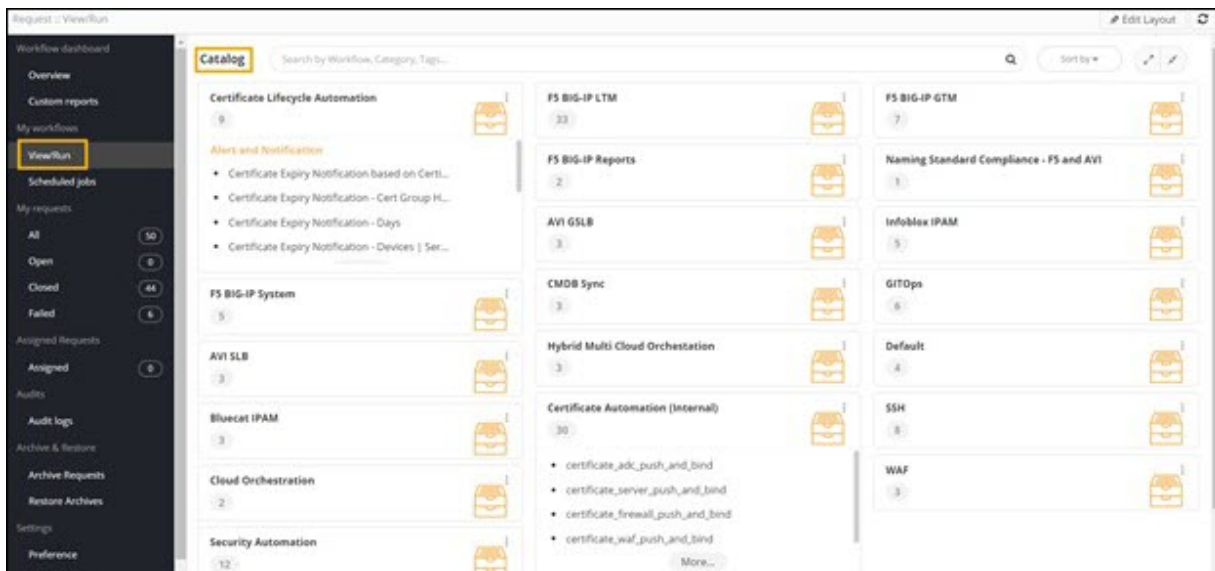 Request :: View/Run
Edit Layout
Workflow dashboard
Overview
Custom reports
My workflows
View/Run
Scheduled jobs
My requests
All 50
Open 0
Closed 44
Failed 6
Assigned Requests
Assigned 0
Audits
Audit logs
Archive & Restore
Archive Requests
Restore Archives
Settings
Preference
Catalog
Search by Workflow, Category, Tags...
Sort by
Certificate Lifecycle Automation
9
Alert and Notification
• Certificate Expiry Notification based on Certi...
• Certificate Expiry Notification - Cert Group H...
• Certificate Expiry Notification - Days
• Certificate Expiry Notification - Devices | Ser...
F5 BIG-IP System
5
AVI SLB
3
Bluecat IPAM
3
Cloud Orchestration
2
Security Automation
12
F5 BIG-IP LTM
33
F5 BIG-IP Reports
2
AVI GSLB
3
CMDB Sync
3
Hybrid Multi Cloud Orchestation
3
Certificate Automation (Internal)
30
• certificate_adc_push_and_bind
• certificate_server_push_and_bind
• certificate_firewall_push_and_bind
• certificate_waf_push_and_bind
More...
F5 BIG-IP GTM
7
Naming Standard Compliance - F5 and AVI
1
Infoblox IPAM
5
GITOps
6
Default
4
SSH
8
WAF
3